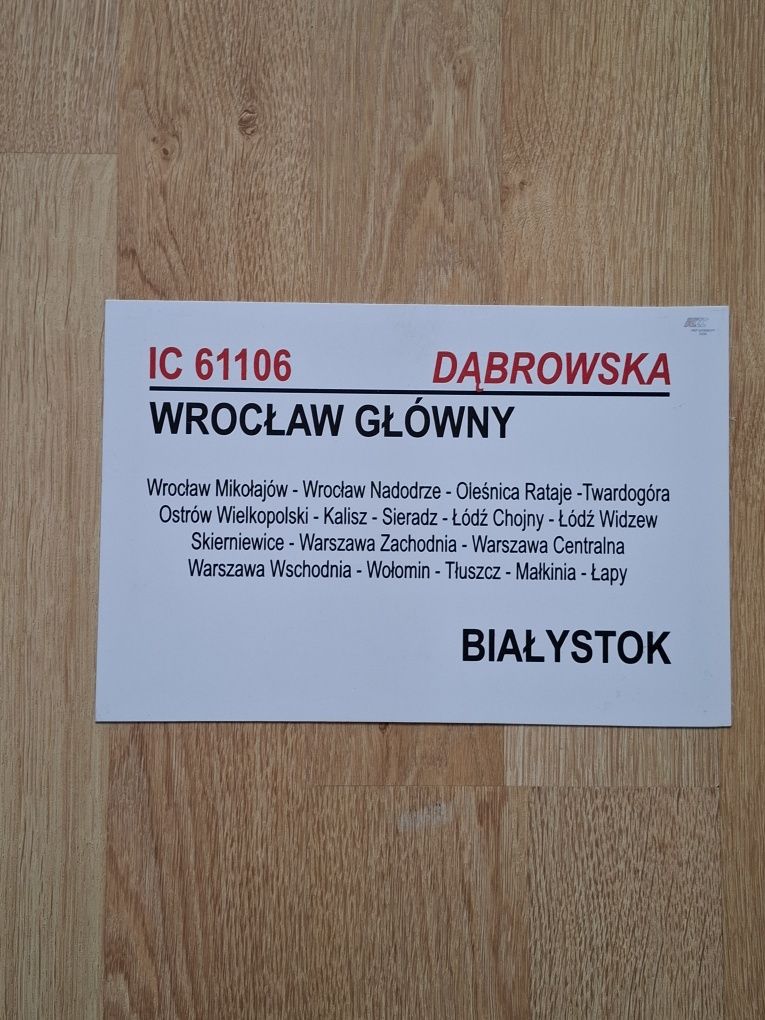 IC 61106 DĄBROWSKA
WROCŁAW GŁÓWNY
Wrocław Mikołajów - Wrocław Nadodrze - Oleśnica Rataje -Twardogóra
Ostrów Wielkopolski - Kalisz - Sieradz - Łódź Chojny - Łódź Widzew
Skierniewice - Warszawa Zachodnia - Warszawa Centralna
Warszawa Wschodnia - Wołomin - Tłuszcz - Małkinia - Łapy
BIAŁYSTOK